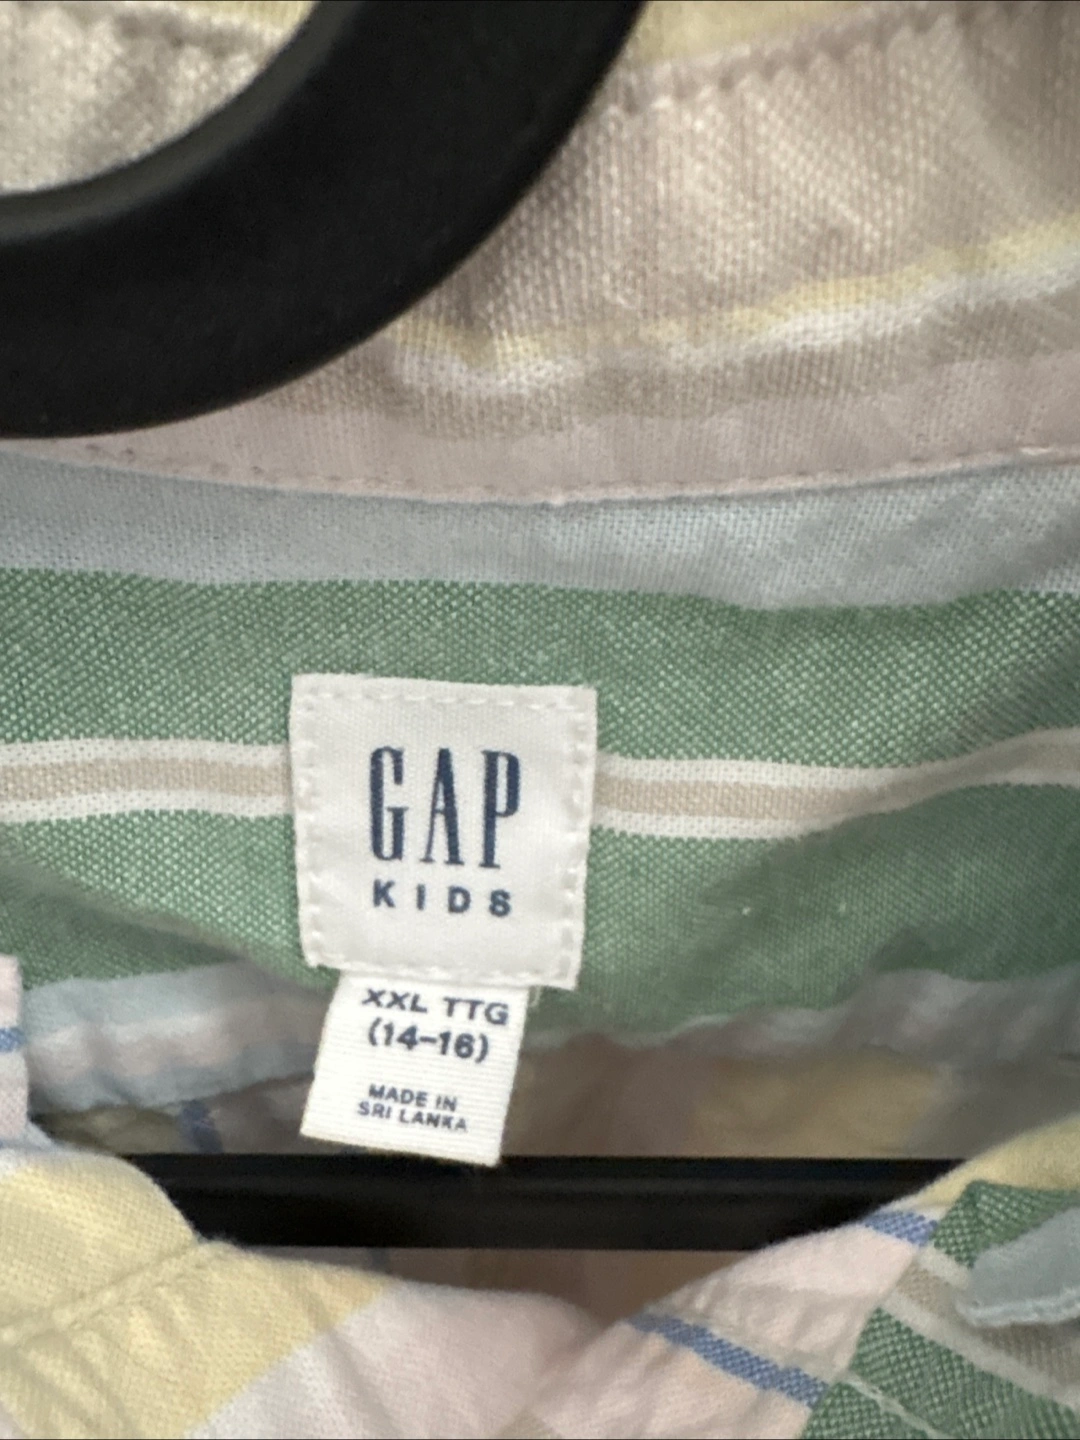 GAP
KIDS
XXL TTG
(14-16)
MADE IN
SRI LANKA